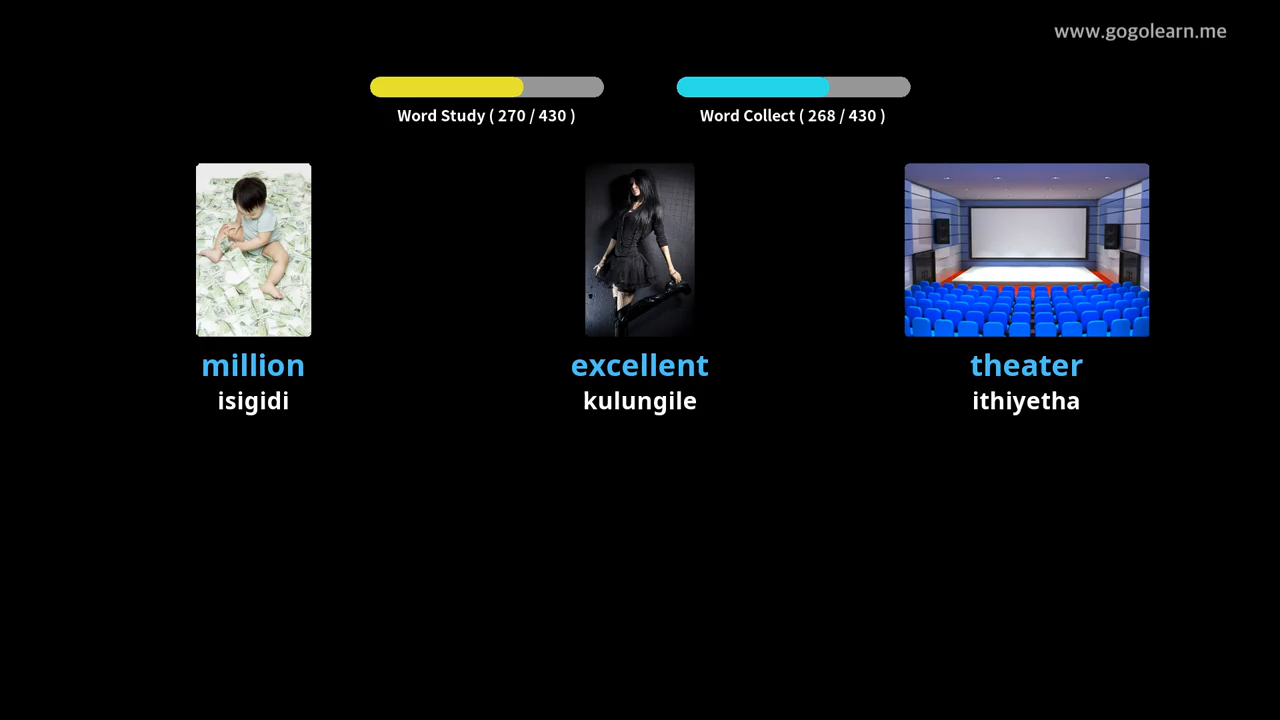 www.gogolearn.me
Word Study ( 270 / 430 )
Word Collect ( 268 / 430 )
million
isigidi
excellent
kulungile
theater
ithiyetha